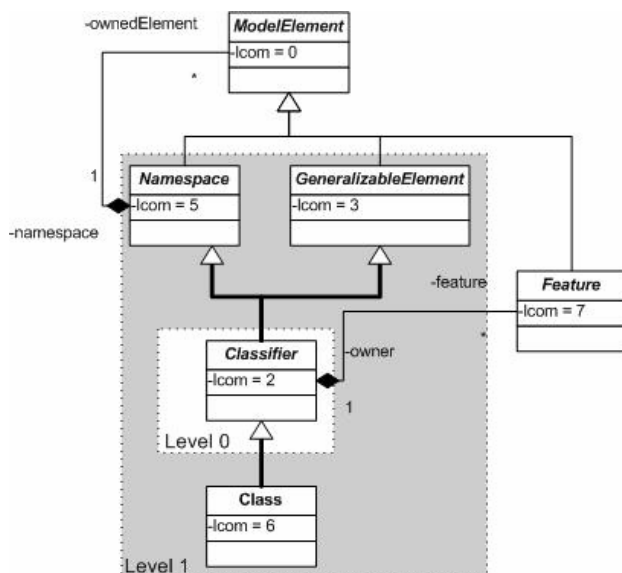 -ownedElement
ModelElement
-lcom = 0
*
1
Namespace
-lcom = 5
GeneralizableElement
-lcom = 3
-namespace
-feature
Feature
-lcom = 7
*
Classifier
-lcom = 2
-owner
1
Level 0
Class
-lcom = 6
Level 1